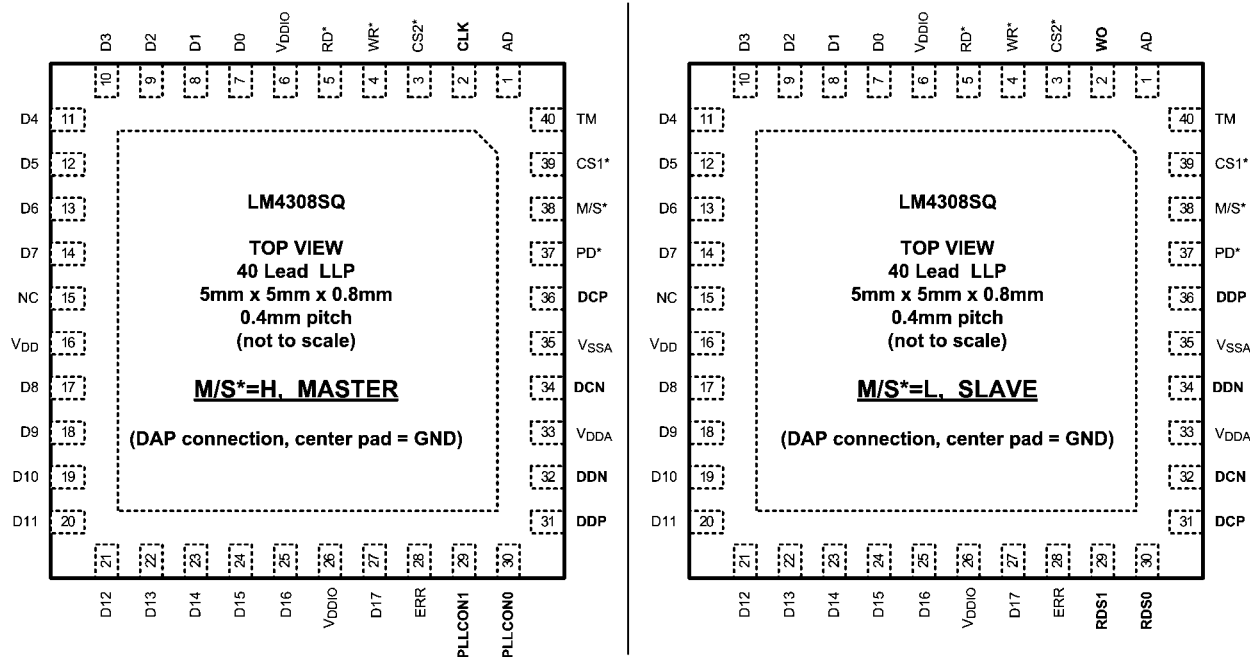 D3 D2 D1 D0 VDDIO RD* WR* CS2* CLK AD
10 9 8 7 6 5 4 3 2 1
D4 11 40 TM
D5 12 39 CS1*
D6 13 38 M/S*
D7 14 37 PD*
NC 15 36 DCP
VDD 16 35 VSSA
D8 17 34 DCN
D9 18 33 VDDA
D10 19 32 DDN
D11 20 31 DDP
LM4308SQ
TOP VIEW
40 Lead LLP
5mm x 5mm x 0.8mm
0.4mm pitch
(not to scale)
M/S*=H, MASTER
(DAP connection, center pad = GND)
21 22 23 24 25 26 27 28 29 30
D12 D13 D14 D15 D16 VDDIO D17 ERR PLLCON1 PLLCON0
D3 D2 D1 D0 VDDIO RD* WR* CS2* WO AD
10 9 8 7 6 5 4 3 2 1
D4 11 40 TM
D5 12 39 CS1*
D6 13 38 M/S*
D7 14 37 PD*
NC 15 36 DDP
VDD 16 35 VSSA
D8 17 34 DDN
D9 18 33 VDDA
D10 19 32 DCN
D11 20 31 DCP
LM4308SQ
TOP VIEW
40 Lead LLP
5mm x 5mm x 0.8mm
0.4mm pitch
(not to scale)
M/S*=L, SLAVE
(DAP connection, center pad = GND)
21 22 23 24 25 26 27 28 29 30
D12 D13 D14 D15 D16 VDDIO D17 ERR RDS1 RDS0